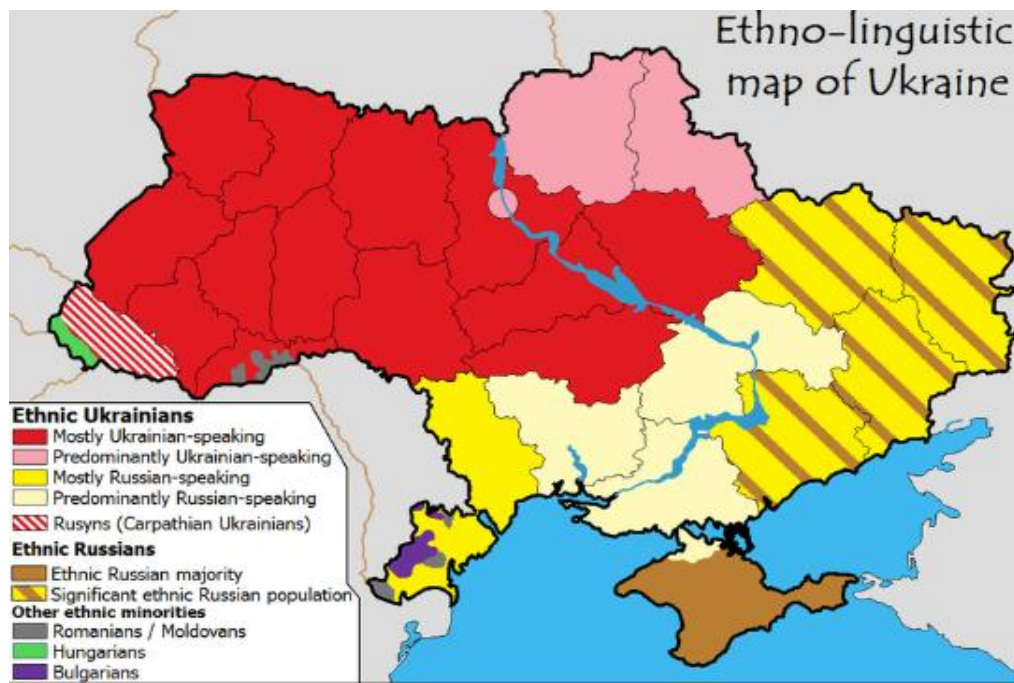 Ethno-linguistic
map of Ukraine
Ethnic Ukrainians
Mostly Ukrainian-speaking
Predominantly Ukrainian-speaking
Mostly Russian-speaking
Predominantly Russian-speaking
Rusyns (Carpathian Ukrainians)
Ethnic Russians
Ethnic Russian majority
Significant ethnic Russian population
Other ethnic minorities
Romanians / Moldovans
Hungarians
Bulgarians